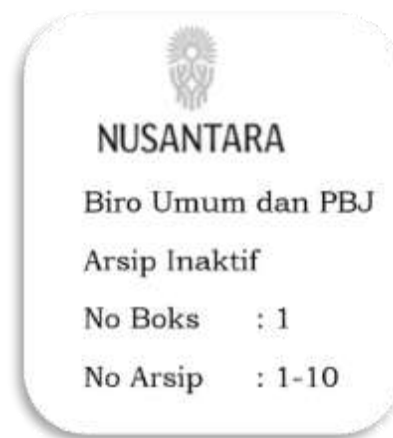 NUSANTARA
Biro Umum dan PBJ
Arsip Inaktif
No Boks : 1
No Arsip : 1-10